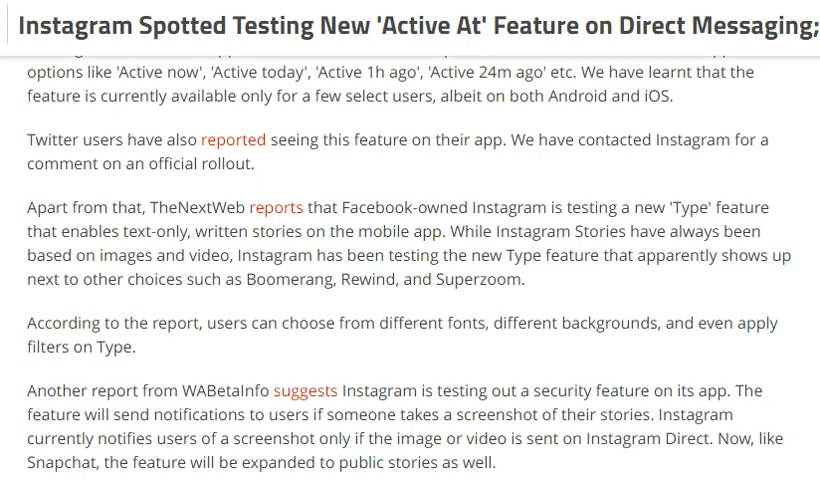 Instagram Spotted Testing New 'Active At' Feature on Direct Messaging;
options like 'Active now', 'Active today', 'Active 1h ago', 'Active 24m ago' etc. We have learnt that the
feature is currently available only for a few select users, albeit on both Android and iOS.
Twitter users have also reported seeing this feature on their app. We have contacted Instagram for a
comment on an official rollout.
Apart from that, TheNextWeb reports that Facebook-owned Instagram is testing a new 'Type' feature
that enables text-only, written stories on the mobile app. While Instagram Stories have always been
based on images and video, Instagram has been testing the new Type feature that apparently shows up
next to other choices such as Boomerang, Rewind, and Superzoom.
According to the report, users can choose from different fonts, different backgrounds, and even apply
filters on Type.
Another report from WABetaInfo suggests Instagram is testing out a security feature on its app. The
feature will send notifications to users if someone takes a screenshot of their stories. Instagram
currently notifies users of a screenshot only if the image or video is sent on Instagram Direct. Now, like
Snapchat, the feature will be expanded to public stories as well.